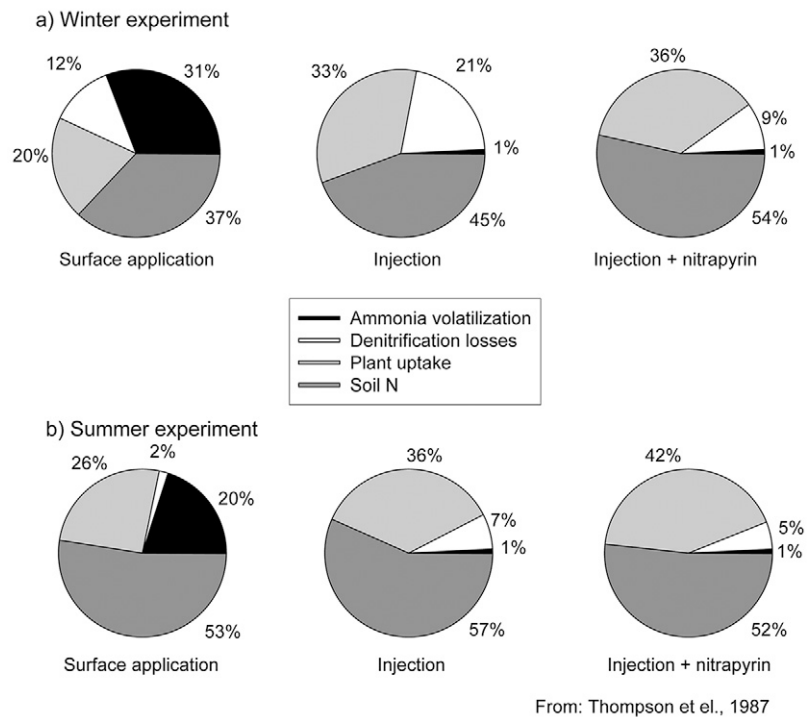 a) Winter experiment
12%
31%
20%
37%
Surface application
33%
21%
1%
45%
Injection
36%
9%
1%
54%
Injection + nitrapyrin
Ammonia volatilization
Denitrification losses
Plant uptake
Soil N
b) Summer experiment
26%
2%
20%
53%
Surface application
36%
7%
1%
57%
Injection
42%
5%
1%
52%
Injection + nitrapyrin
From: Thompson et el., 1987